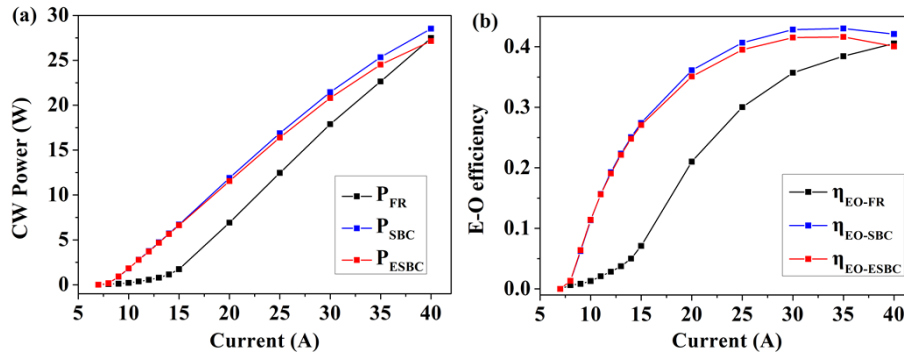 (a)
30
25
20
15
10
5
0
CW Power (W)
P_FR
P_SBC
P_ESBC
5 10 15 20 25 30 35 40
Current (A)
(b)
0.4
0.3
0.2
0.1
0.0
E-O efficiency
η_EO-FR
η_EO-SBC
η_EO-ESBC
5 10 15 20 25 30 35 40
Current (A)